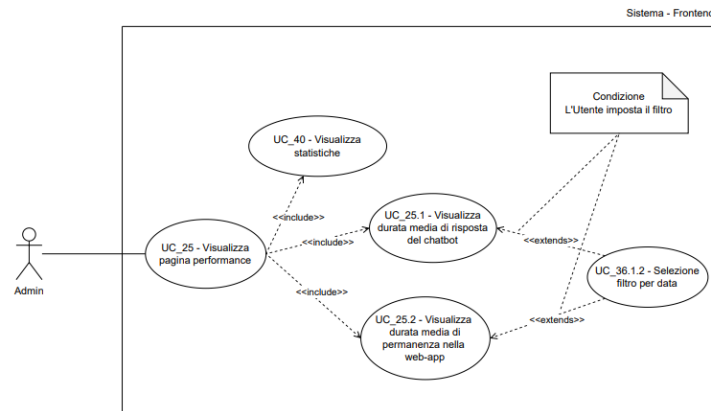 Sistema - Frontend
Condizione
L'Utente imposta il filtro
UC_40 - Visualizza
statistiche
<<include>>
UC_25.1 - Visualizza
durata media di risposta
del chatbot
<<include>>
<<extends>>
UC_25 - Visualizza
pagina performance
Admin
UC_36.1.2 - Selezione
filtro per data
<<include>>
<<extends>>
UC_25.2 - Visualizza
durata media di
permanenza nella
web-app